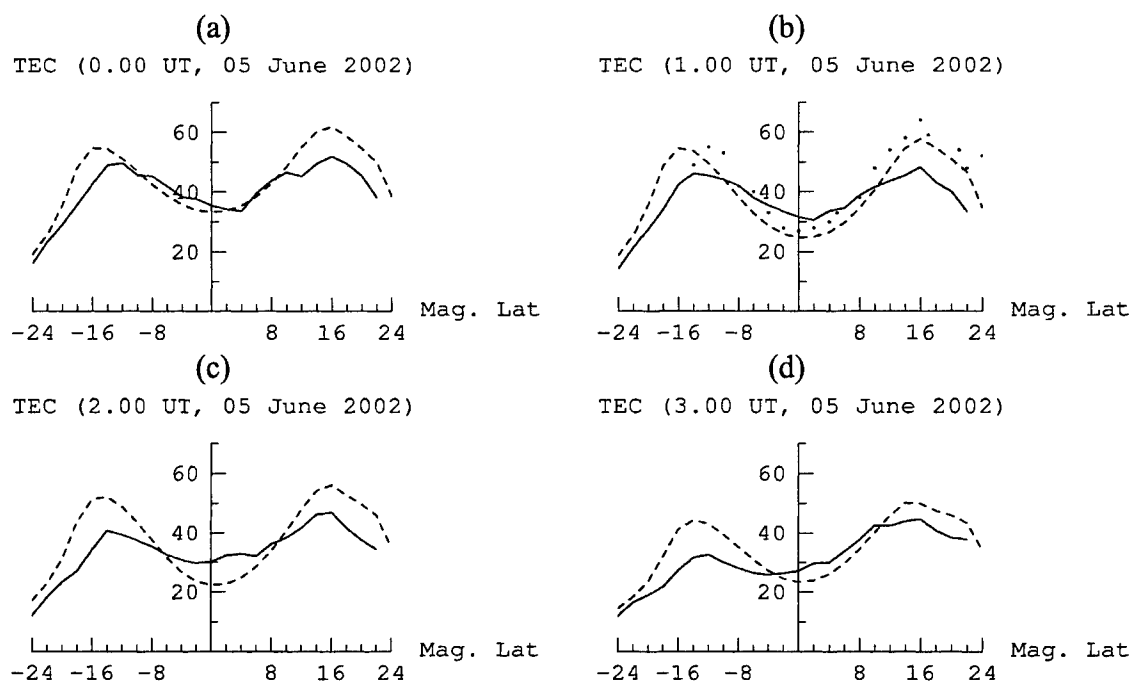 (a)
TEC (0.00 UT, 05 June 2002)
60
40
20
Mag. Lat
-24 -16 -8 8 16 24
(b)
TEC (1.00 UT, 05 June 2002)
60
40
20
Mag. Lat
-24 -16 -8 8 16 24
(c)
TEC (2.00 UT, 05 June 2002)
60
40
20
Mag. Lat
-24 -16 -8 8 16 24
(d)
TEC (3.00 UT, 05 June 2002)
60
40
20
Mag. Lat
-24 -16 -8 8 16 24